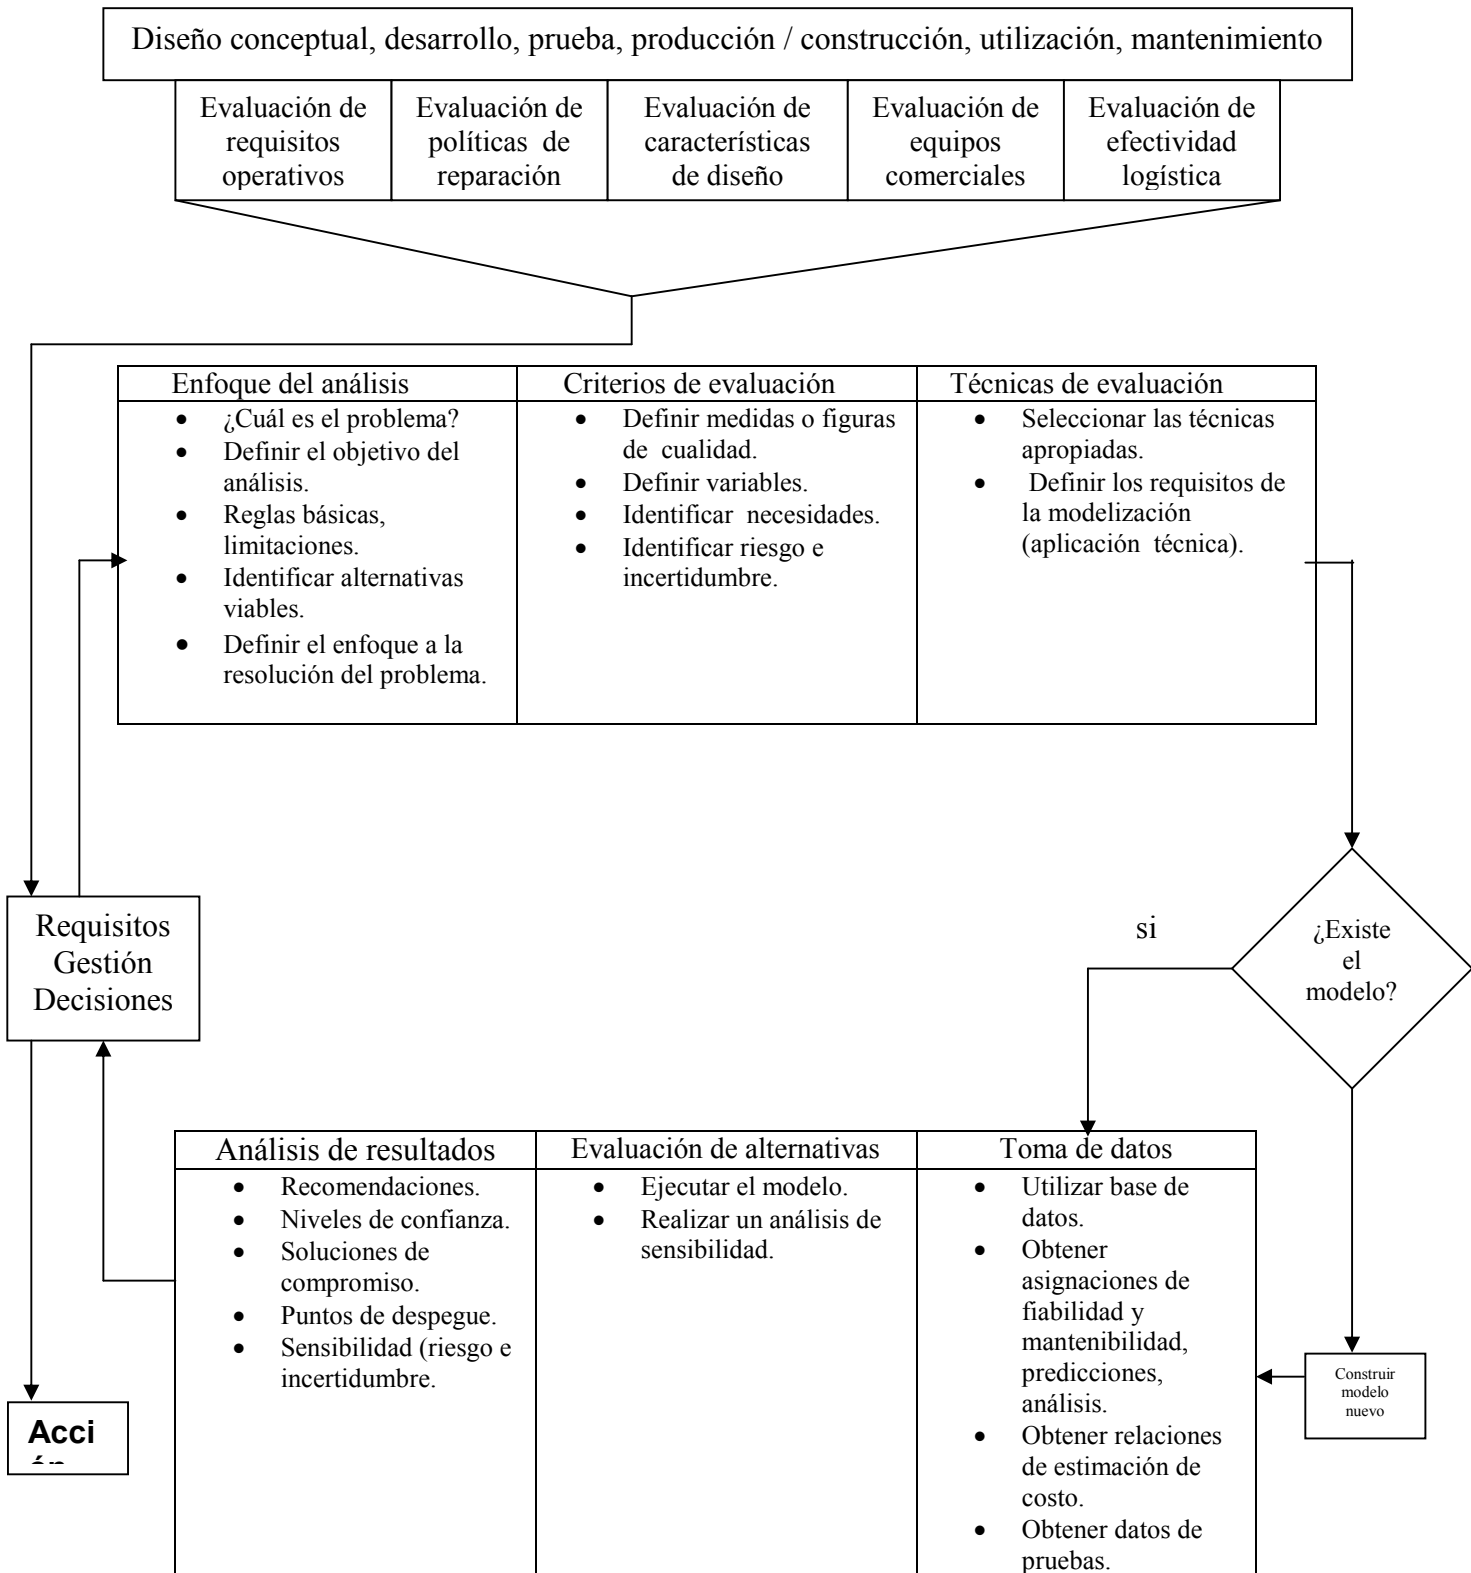 Diseño conceptual, desarrollo, prueba, producción / construcción, utilización, mantenimiento
Evaluación de
requisitos
operativos
Evaluación de
políticas de
reparación
Evaluación de
características
de diseño
Evaluación de
equipos
comerciales
Evaluación de
efectividad
logística
Enfoque del análisis
• ¿Cuál es el problema?
• Definir el objetivo del
análisis.
• Reglas básicas,
limitaciones.
• Identificar alternativas
viables.
• Definir el enfoque a la
resolución del problema.
Criterios de evaluación
• Definir medidas o figuras
de cualidad.
• Definir variables.
• Identificar necesidades.
• Identificar riesgo e
incertidumbre.
Técnicas de evaluación
• Seleccionar las técnicas
apropiadas.
• Definir los requisitos de
la modelización
(aplicación técnica).
Requisitos
Gestión
Decisiones
si
¿Existe
el
modelo?
Análisis de resultados
• Recomendaciones.
• Niveles de confianza.
• Soluciones de
compromiso.
• Puntos de despegue.
• Sensibilidad (riesgo e
incertidumbre.
Evaluación de alternativas
• Ejecutar el modelo.
• Realizar un análisis de
sensibilidad.
Toma de datos
• Utilizar base de
datos.
• Obtener
asignaciones de
fiabilidad y
mantenibilidad,
predicciones,
análisis.
• Obtener relaciones
de estimación de
costo.
• Obtener datos de
pruebas.
Construir
modelo
nuevo
Acci
ón